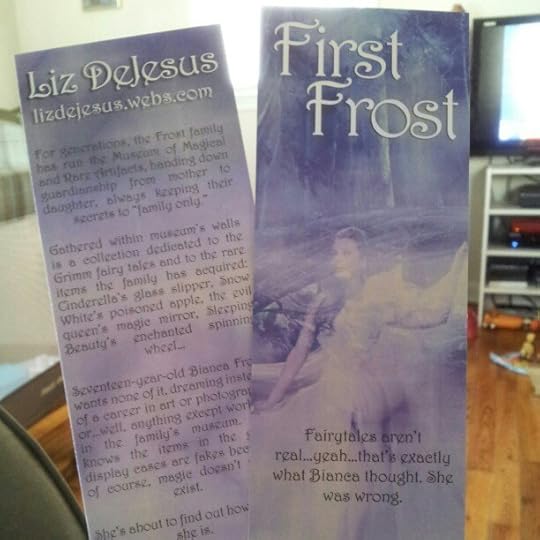 Liz DeJesus
lizdejesus.webs.com
For generations, the Frost family
has run the Museum of Magical
and Rare Artifacts, handing down
guardianship from mother to
daughter, always keeping their
secrets to "family only."
Gathered within museum's walls
is a collection dedicated to the
Grimm fairy tales and to the rare
items the family has acquired:
Cinderella's glass slipper, Snow
White's poisoned apple, the evil
queen's magic mirror, Sleeping
Beauty's enchanted spinning
wheel...
Seventeen-year-old Bianca Fro
wants none of it, dreaming inste
of a career in art or photograp
or...well, anything except work
in the family's museum.
knows the items in the
display cases are fakes bec
of course, magic doesn't
exist.
She's about to find out how
she is.
First
Frost
Fairytales aren't
real...yeah...that's exactly
what Bianca thought. She
was wrong.